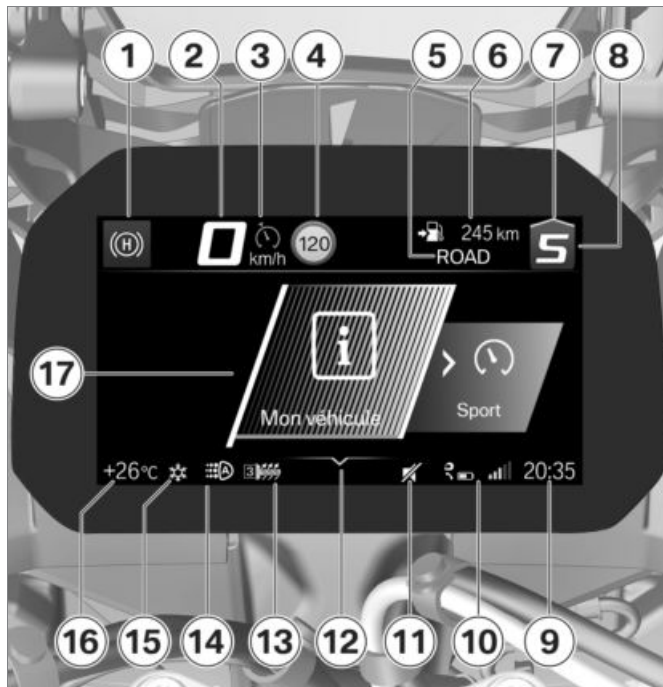 1 2 3 4 5 6 7 8
(H) 0 km/h 120 245 km S
ROAD
17
i
Mon véhicule Sport
+26°C A 3 20:35
16 15 14 13 12 11 10 9